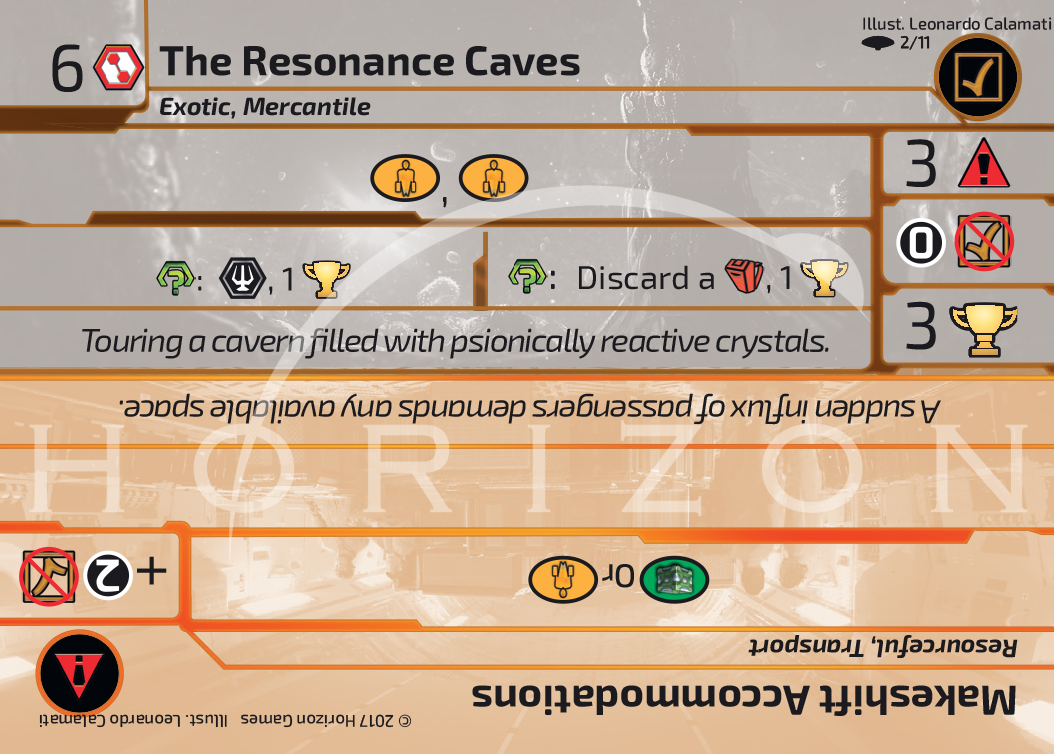 Illust. Leonardo Calamati
2/11
6 The Resonance Caves
Exotic, Mercantile
3
,
0
: , 1
: Discard a , 1
3
Touring a cavern filled with psionically reactive crystals.
HORIZON
Makeshift Accommodations
© 2017 Horizon Games Illust. Leonardo Calamati
Resourceful, Transport
or
+ 2
A sudden influx of passengers demands any available space.